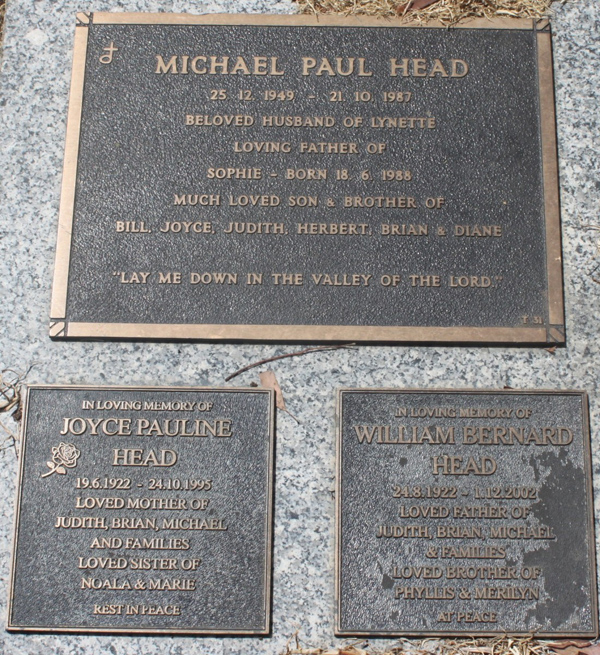 MICHAEL PAUL HEAD
25. 12. 1949 - 21. 10. 1987
BELOVED HUSBAND OF LYNETTE
LOVING FATHER OF
SOPHIE - BORN 18. 6. 1988
MUCH LOVED SON & BROTHER OF
BILL, JOYCE, JUDITH, HERBERT, BRIAN & DIANE
"LAY ME DOWN IN THE VALLEY OF THE LORD."
IN LOVING MEMORY OF
JOYCE PAULINE
HEAD
19.6.1922 - 24.10.1995
LOVED MOTHER OF
JUDITH, BRIAN, MICHAEL
AND FAMILIES
LOVED SISTER OF
NOALA & MARIE
REST IN PEACE
IN LOVING MEMORY OF
WILLIAM BERNARD
HEAD
24.8.1922 - 1.12.2002
LOVED FATHER OF
JUDITH, BRIAN, MICHAEL
& FAMILIES
LOVED BROTHER OF
PHYLLIS & MERILYN
AT PEACE